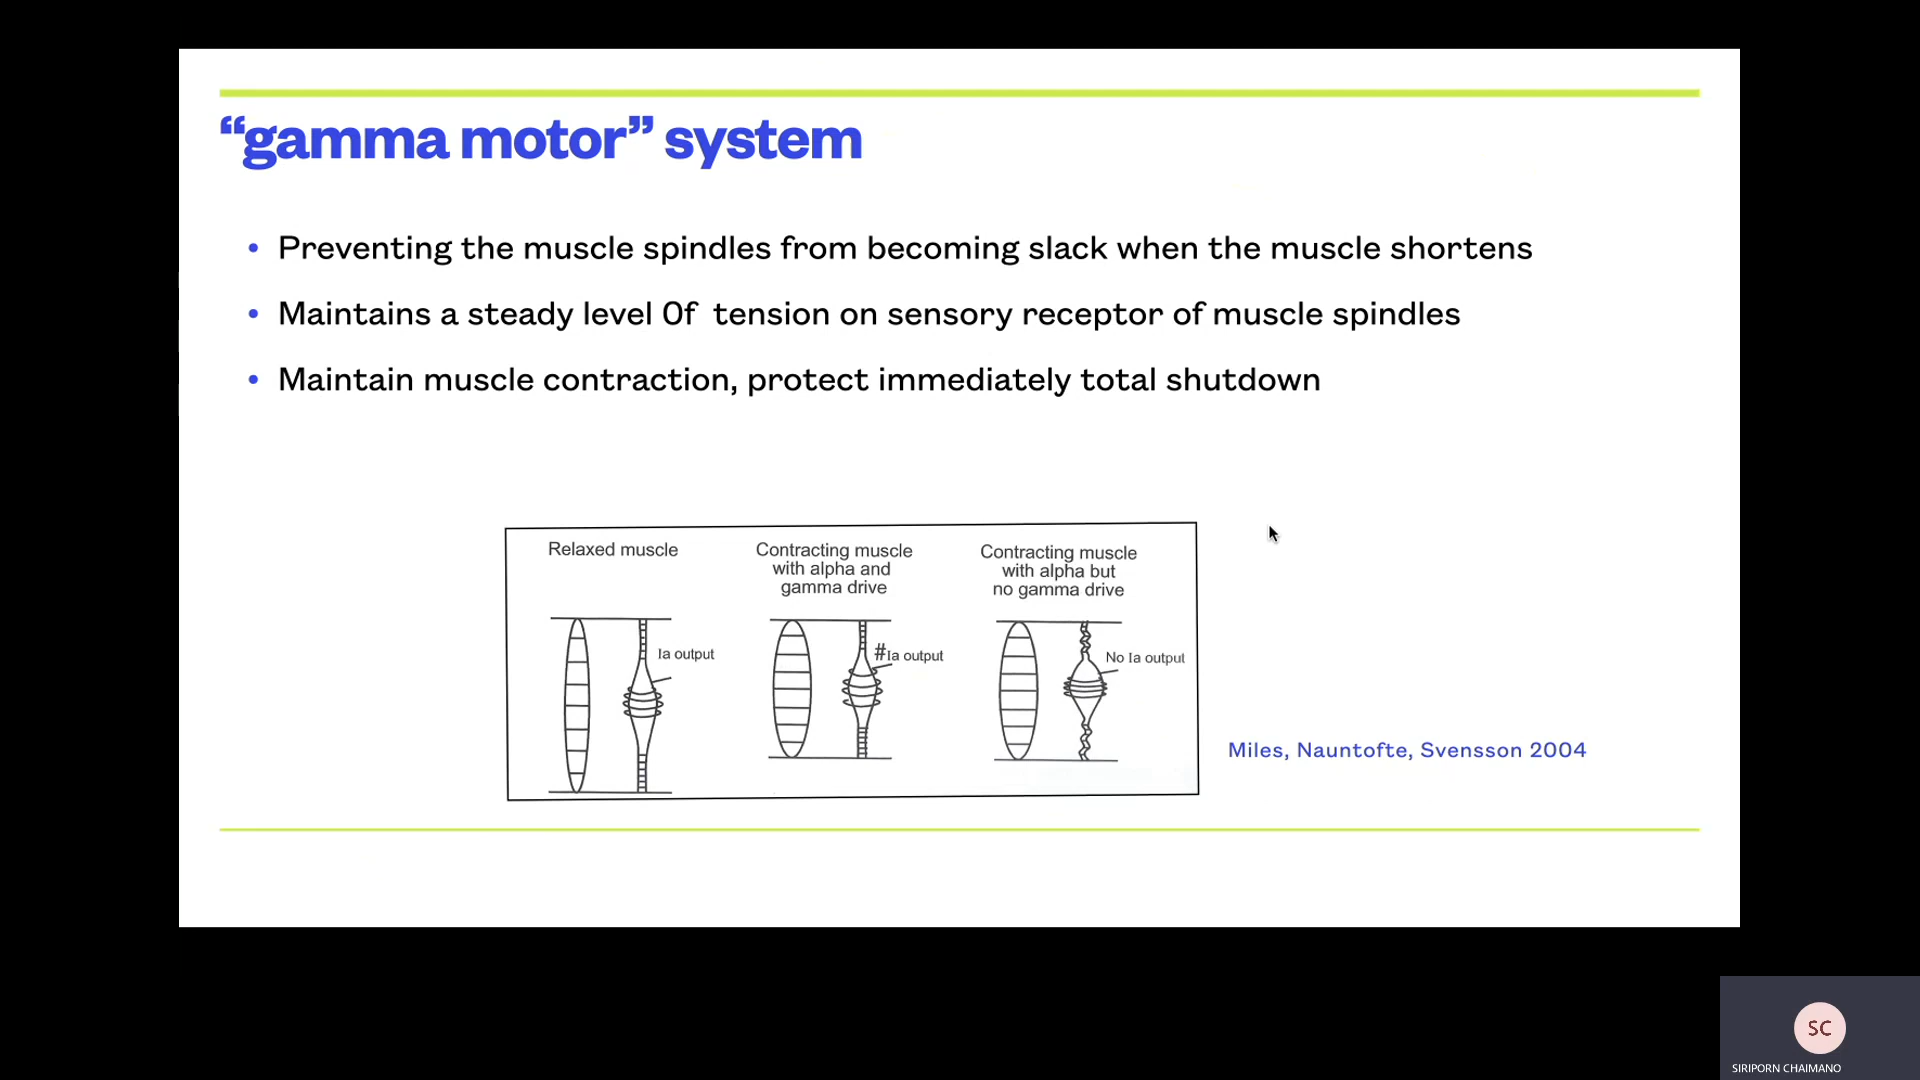 “gamma motor” system
• Preventing the muscle spindles from becoming slack when the muscle shortens
• Maintains a steady level Of tension on sensory receptor of muscle spindles
• Maintain muscle contraction, protect immediately total shutdown
Relaxed muscle
Ia output
Contracting muscle
with alpha and
gamma drive
#Ia output
Contracting muscle
with alpha but
no gamma drive
No Ia output
Miles, Nauntofte, Svensson 2004
SC
SIRIPORN CHAIMANO